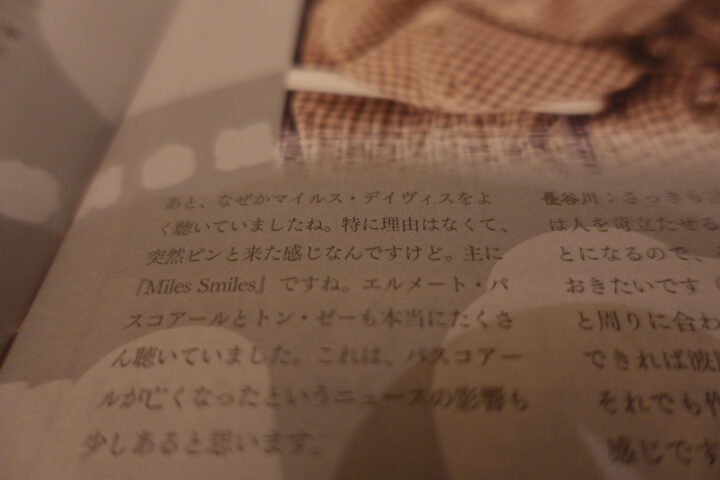 あと、なぜかマイルス・デイヴィスをよ
く聴いていましたね。特に理由はなくて、
突然ピンと来た感じなんですけど。主に
『Miles Smiles』ですね。エルメート・パ
スコアールとトン・ゼーも本当にたくさ
ん聴いていました。これは、パスコアー
ルが亡くなったというニュースの影響も
少しあると思います。
長谷川：さっきも
は人を苛立たせる
とになるので、
おきたいです
と周りに合わ
できれば波
それでも
感じです